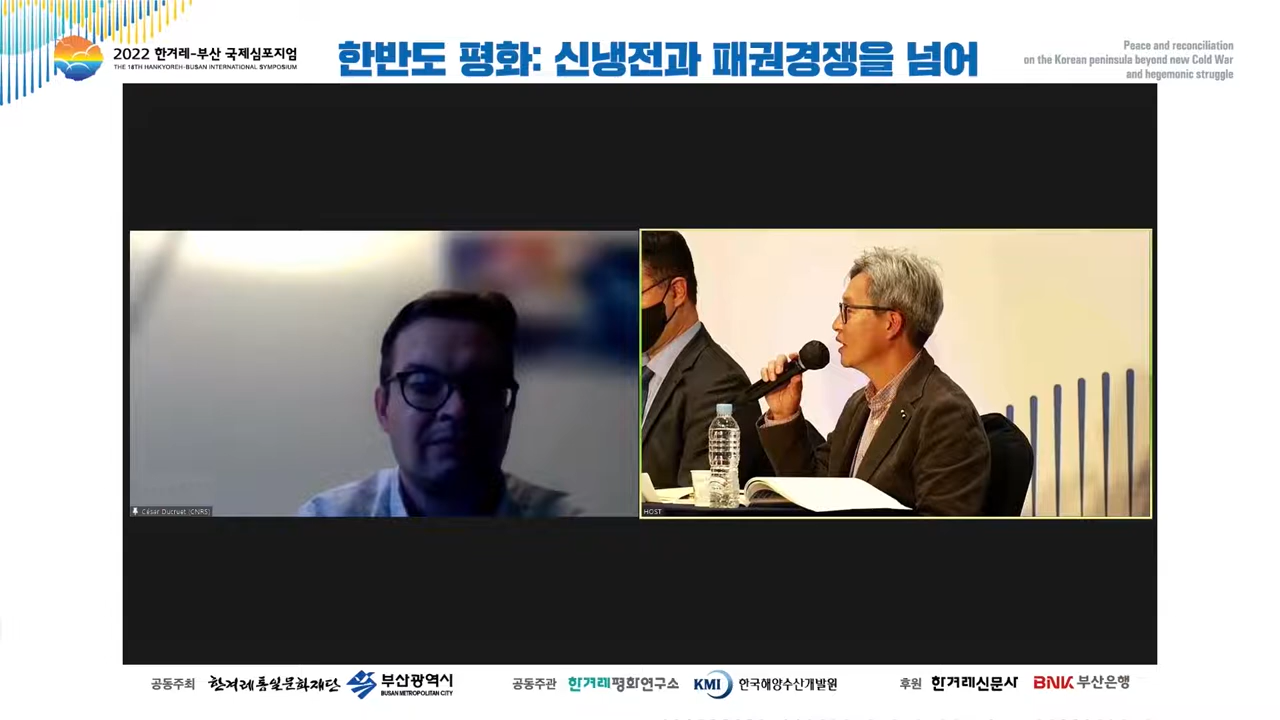 2022 한겨레-부산 국제심포지엄
THE 18TH HANKYOREH-BUSAN INTERNATIONAL SYMPOSIUM
한반도 평화: 신냉전과 패권경쟁을 넘어
Peace and reconciliation
on the Korean peninsula beyond new Cold War
and hegemonic struggle
César Ducruet (CNRS)
HOST
공동주최 한겨레통일문화재단 부산광역시
BUSAN METROPOLITAN CITY
공동주관 한겨레평화연구소 KMI 한국해양수산개발원
후원 한겨레신문사 BNK 부산은행